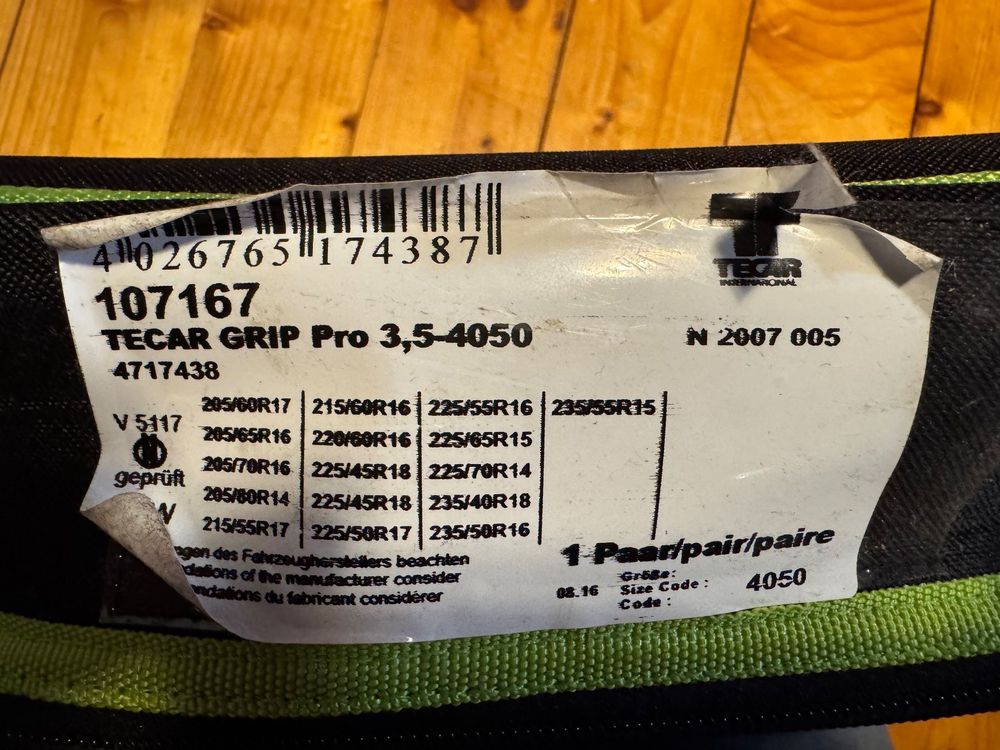 4 026765 174387
TECAR
INTERNATIONAL
107167
TECAR GRIP Pro 3,5-4050
N 2007 005
4717438
V 5117
geprüft
W
205/60R17 215/60R16 225/55R16 235/55R15
205/65R16 220/60R16 225/65R15
205/70R16 225/45R18 225/70R14
205/80R14 225/45R18 235/40R18
215/55R17 225/50R17 235/50R16
des Fahrzeugherstellers beachten
of the manufacturer consider
du fabricant considérer
1 Paar/pair/paire
08.16
Größe:
Size Code : 4050
Code :